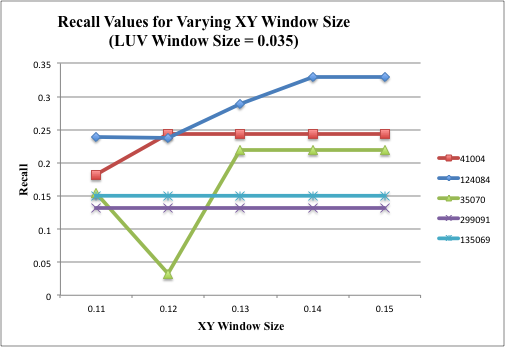 Recall Values for Varying XY Window Size
(LUV Window Size = 0.035)
0.35
0.3
0.25
0.2
0.15
0.1
0.05
0
Recall
0.11 0.12 0.13 0.14 0.15
XY Window Size
41004
124084
35070
299091
135069